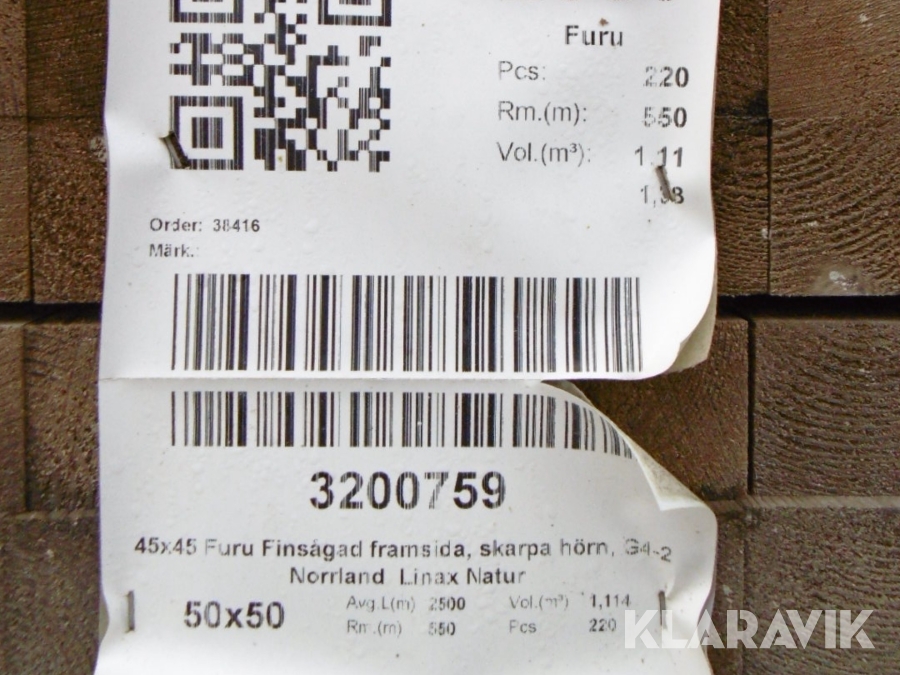 Furu
Pcs: 220
Rm.(m): 550
Vol.(m³): 1,11
Order: 38416
Märk.:
3200759
45x45 Furu Finsågad framsida, skarpa hörn, G4-2
Norrland Linax Natur
50x50 Avg.L(m) 2500 Vol.(m³) 1,114
Rm.(m) 550 Pcs 220
KLARAVIK